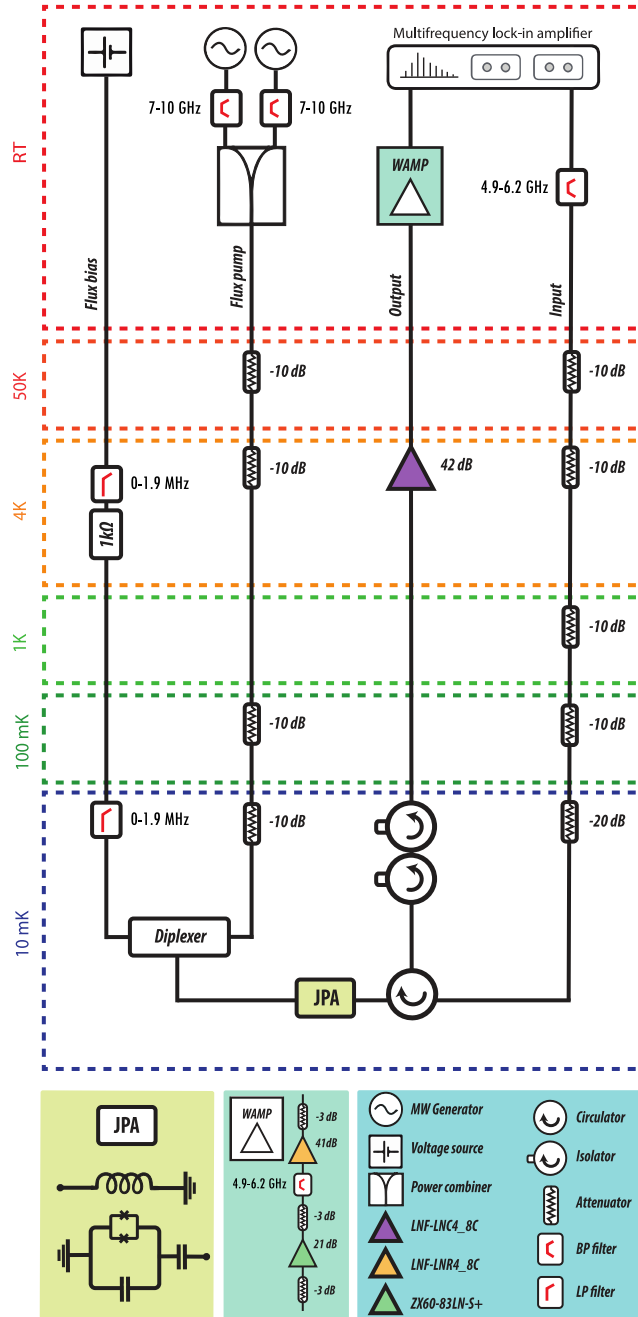 Multifrequency lock-in amplifier
7-10 GHz
7-10 GHz
WAMP
4.9-6.2 GHz
RT
Flux bias
Flux pump
Output
Input
50K
-10 dB
-10 dB
4K
0-1.9 MHz
1kΩ
-10 dB
42 dB
-10 dB
1K
-10 dB
100 mK
-10 dB
-10 dB
10 mK
0-1.9 MHz
-10 dB
-20 dB
Diplexer
JPA
JPA
WAMP
-3 dB
41dB
4.9-6.2 GHz
-3 dB
21 dB
-3 dB
MW Generator
Voltage source
Power combiner
LNF-LNC4_8C
LNF-LNR4_8C
ZX60-83LN-S+
Circulator
Isolator
Attenuator
BP filter
LP filter